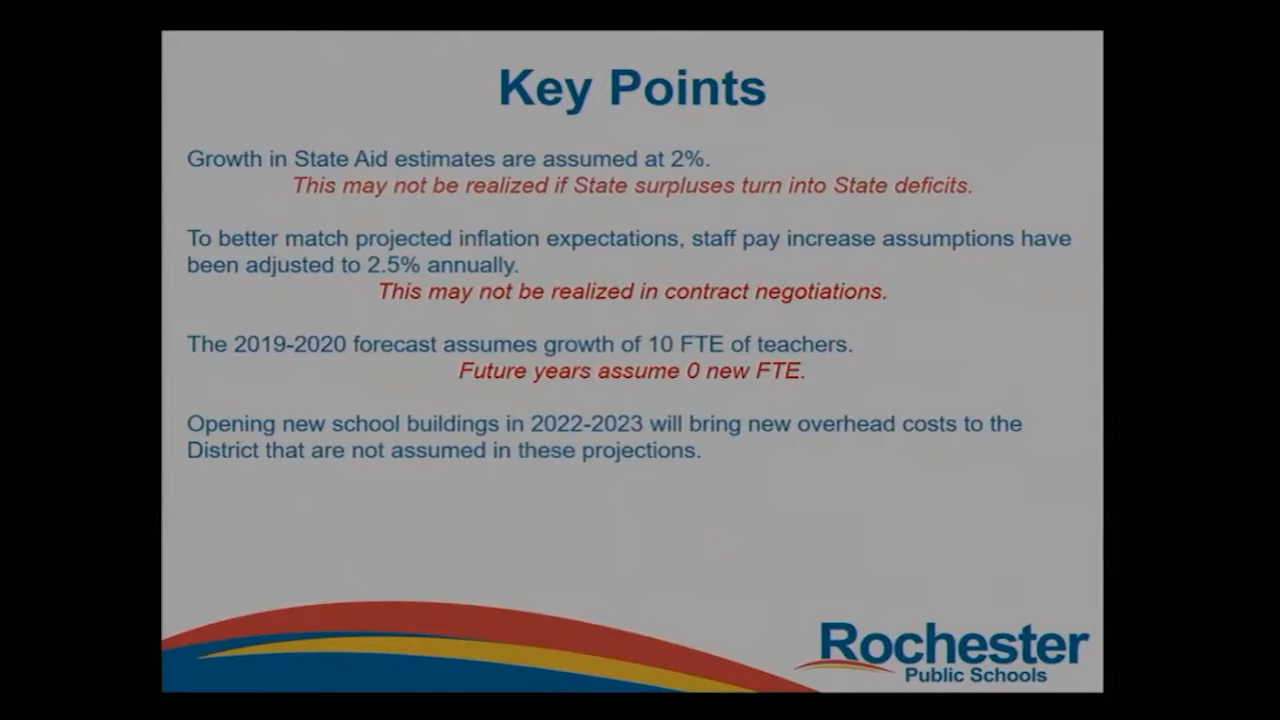 Key Points
Growth in State Aid estimates are assumed at 2%.
This may not be realized if State surpluses turn into State deficits.
To better match projected inflation expectations, staff pay increase assumptions have
been adjusted to 2.5% annually.
This may not be realized in contract negotiations.
The 2019-2020 forecast assumes growth of 10 FTE of teachers.
Future years assume 0 new FTE.
Opening new school buildings in 2022-2023 will bring new overhead costs to the
District that are not assumed in these projections.
Rochester
Public Schools